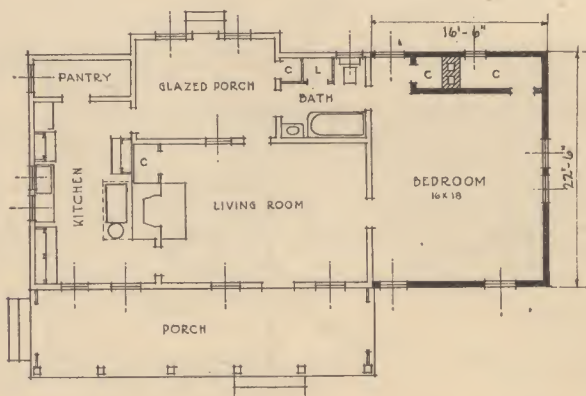 16'-6"
PANTRY
GLAZED PORCH
C
L
C
C
BATH
C
KITCHEN
LIVING ROOM
BEDROOM
16 X 18
22'-6"
PORCH